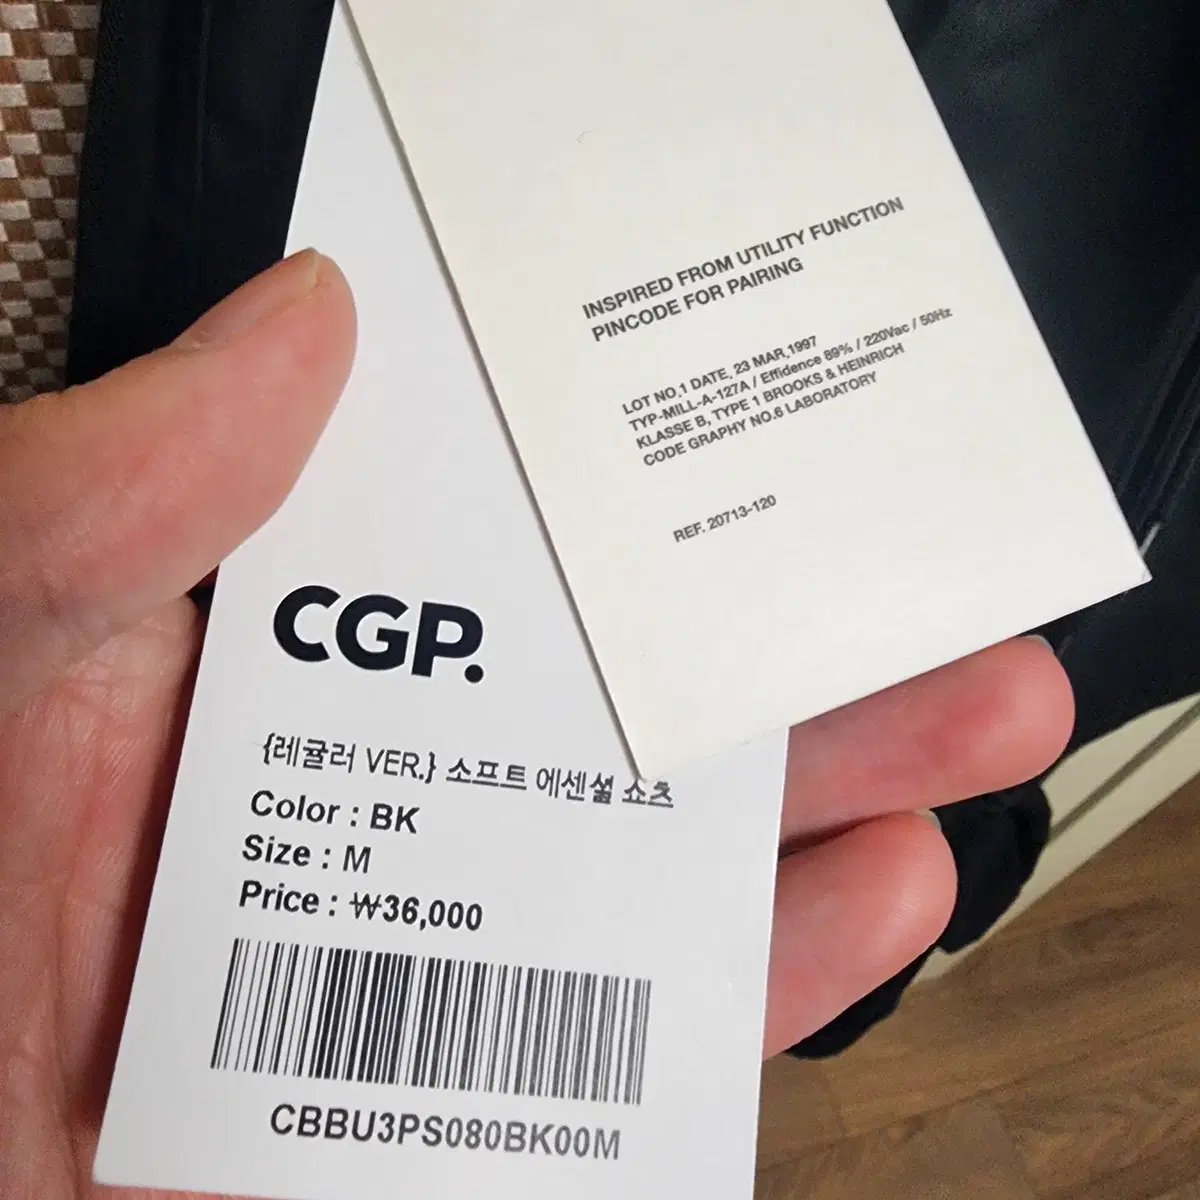 INSPIRED FROM UTILITY FUNCTION
PINCODE FOR PAIRING
LOT NO.1 DATE, 23 MAR,1997
TYP-MILL-A-127A / Effidence 89% / 220Vac / 50Hz
KLASSE B, TYPE 1 BROOKS & HEINRICH
CODE GRAPHY NO.6 LABORATORY
REF. 20713-120
CGP.
{레귤러 VER.} 소프트 에센셜 쇼츠
Color : BK
Size : M
Price : ₩36,000
CBBU3PS080BK00M